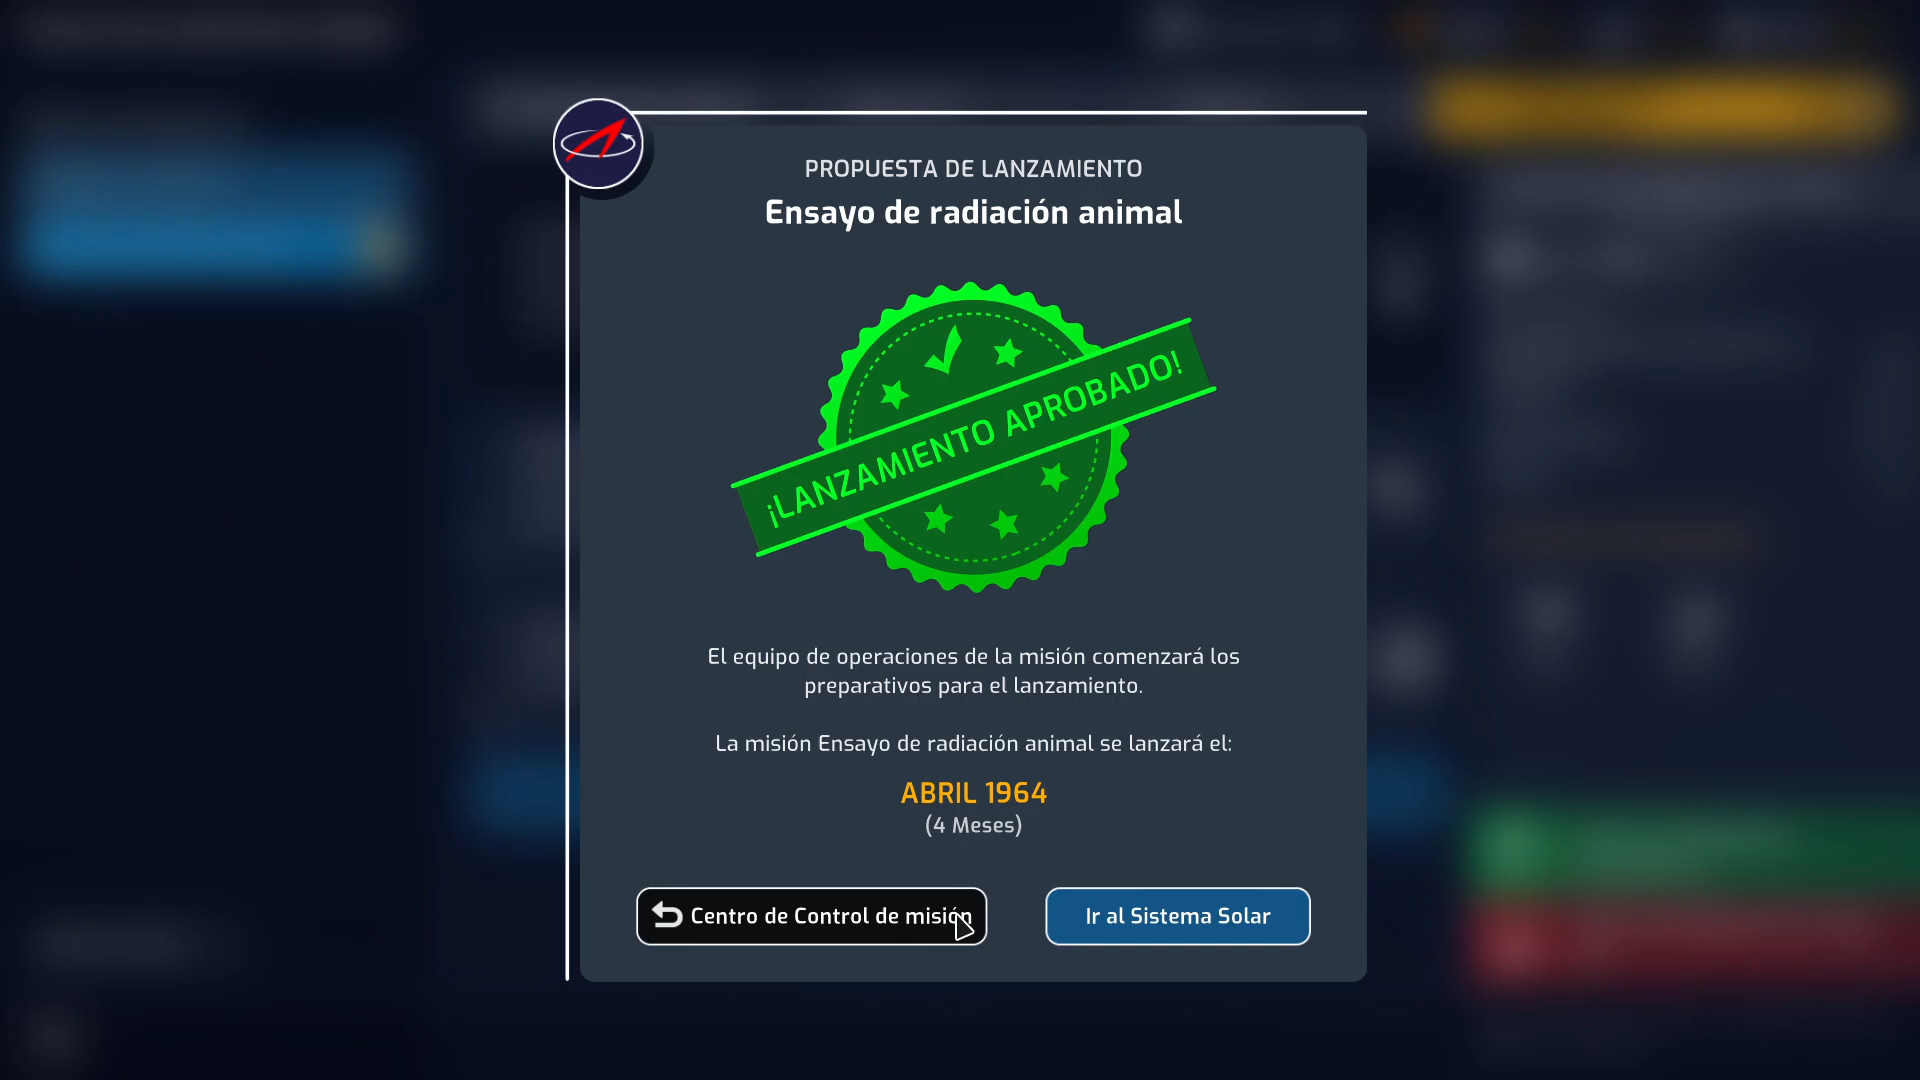 PROPUESTA DE LANZAMIENTO
Ensayo de radiación animal
¡LANZAMIENTO APROBADO!
El equipo de operaciones de la misión comenzará los
preparativos para el lanzamiento.
La misión Ensayo de radiación animal se lanzará el:
ABRIL 1964
(4 Meses)
Centro de Control de misión
Ir al Sistema Solar